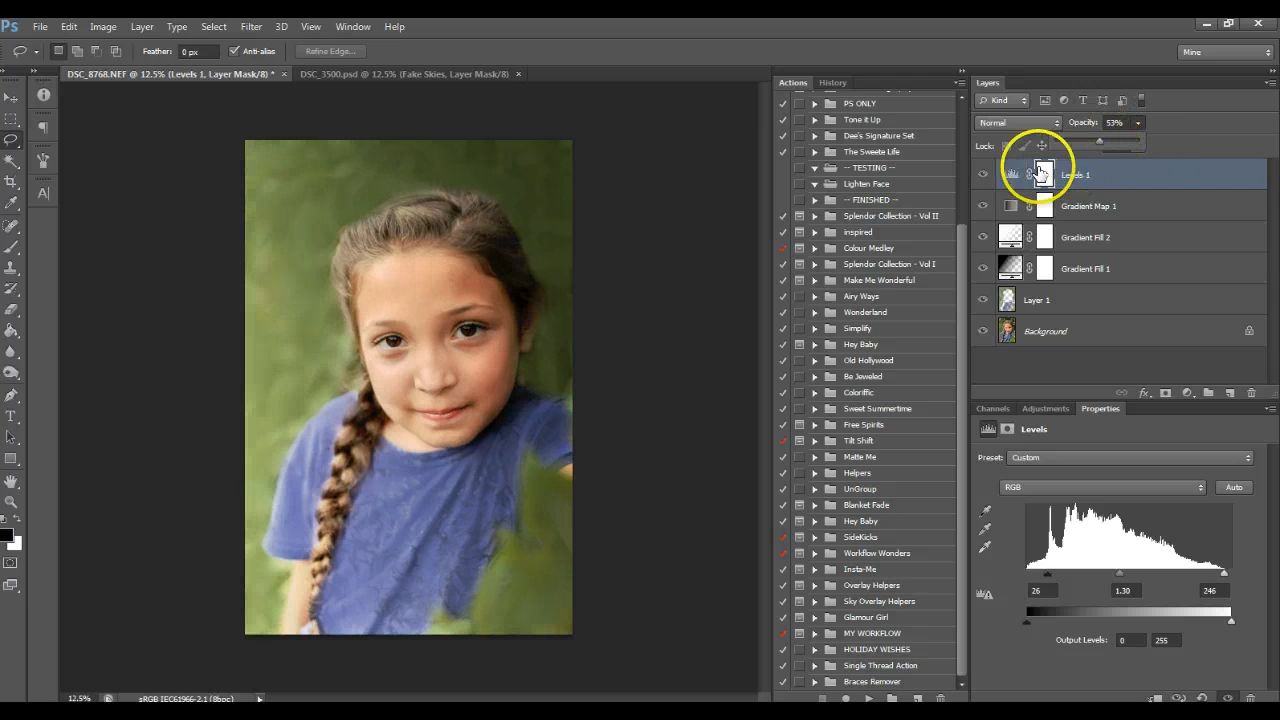 Ps File Edit Image Layer Type Select Filter 3D View Window Help
Feather: 0 px Anti-alias Refine Edge... Mine
DSC_8768.NEF @ 12.5% (Levels 1, Layer Mask/8) * × DSC_3500.psd @ 12.5% (Fake Skies, Layer Mask/8) ×
Actions History
PS ONLY
Tone it Up
Dee's Signature Set
The Sweete Life
-- TESTING --
Lighten Face
-- FINISHED --
Splendor Collection - Vol II
inspired
Colour Medley
Splendor Collection - Vol I
Make Me Wonderful
Airy Ways
Wonderland
Simplify
Hey Baby
Old Hollywood
Be Jeweled
Coloriffic
Sweet Summertime
Free Spirits
Tilt Shift
Matte Me
Helpers
UnGroup
Blanket Fade
Hey Baby
SideKicks
Workflow Wonders
Insta-Me
Overlay Helpers
Sky Overlay Helpers
Glamour Girl
MY WORKFLOW
HOLIDAY WISHES
Single Thread Action
Braces Remover
Layers
Kind
Normal Opacity: 53%
Lock:
Levels 1
Gradient Map 1
Gradient Fill 2
Gradient Fill 1
Layer 1
Background
fx
Channels Adjustments Properties
Levels
Preset: Custom
RGB Auto
26 1.30 246
Output Levels: 0 255
12.5% sRGB IEC61966-2.1 (8bpc)